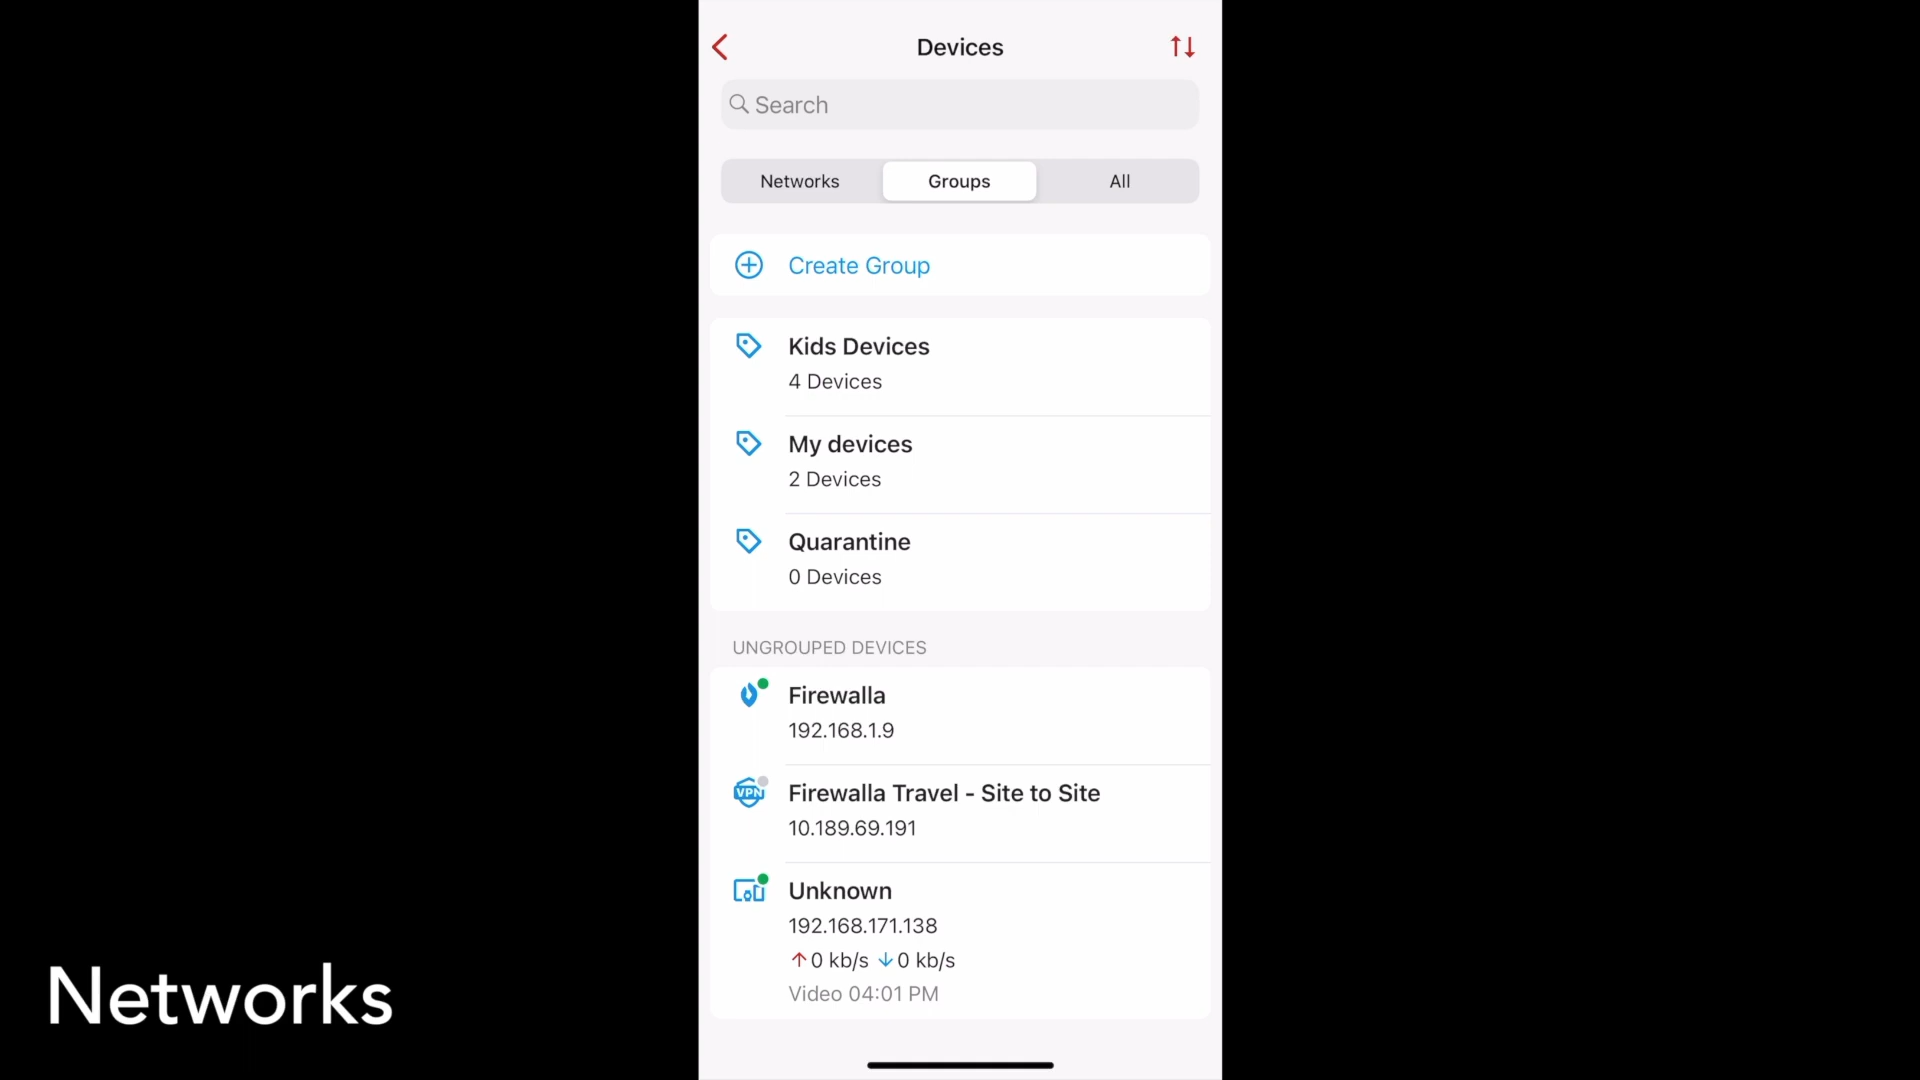 Devices
Search
Networks Groups All
Create Group
Kids Devices
4 Devices
My devices
2 Devices
Quarantine
0 Devices
UNGROUPED DEVICES
Firewalla
192.168.1.9
VPN
Firewalla Travel - Site to Site
10.189.69.191
Unknown
192.168.171.138
↑0 kb/s ↓0 kb/s
Video 04:01 PM
Networks